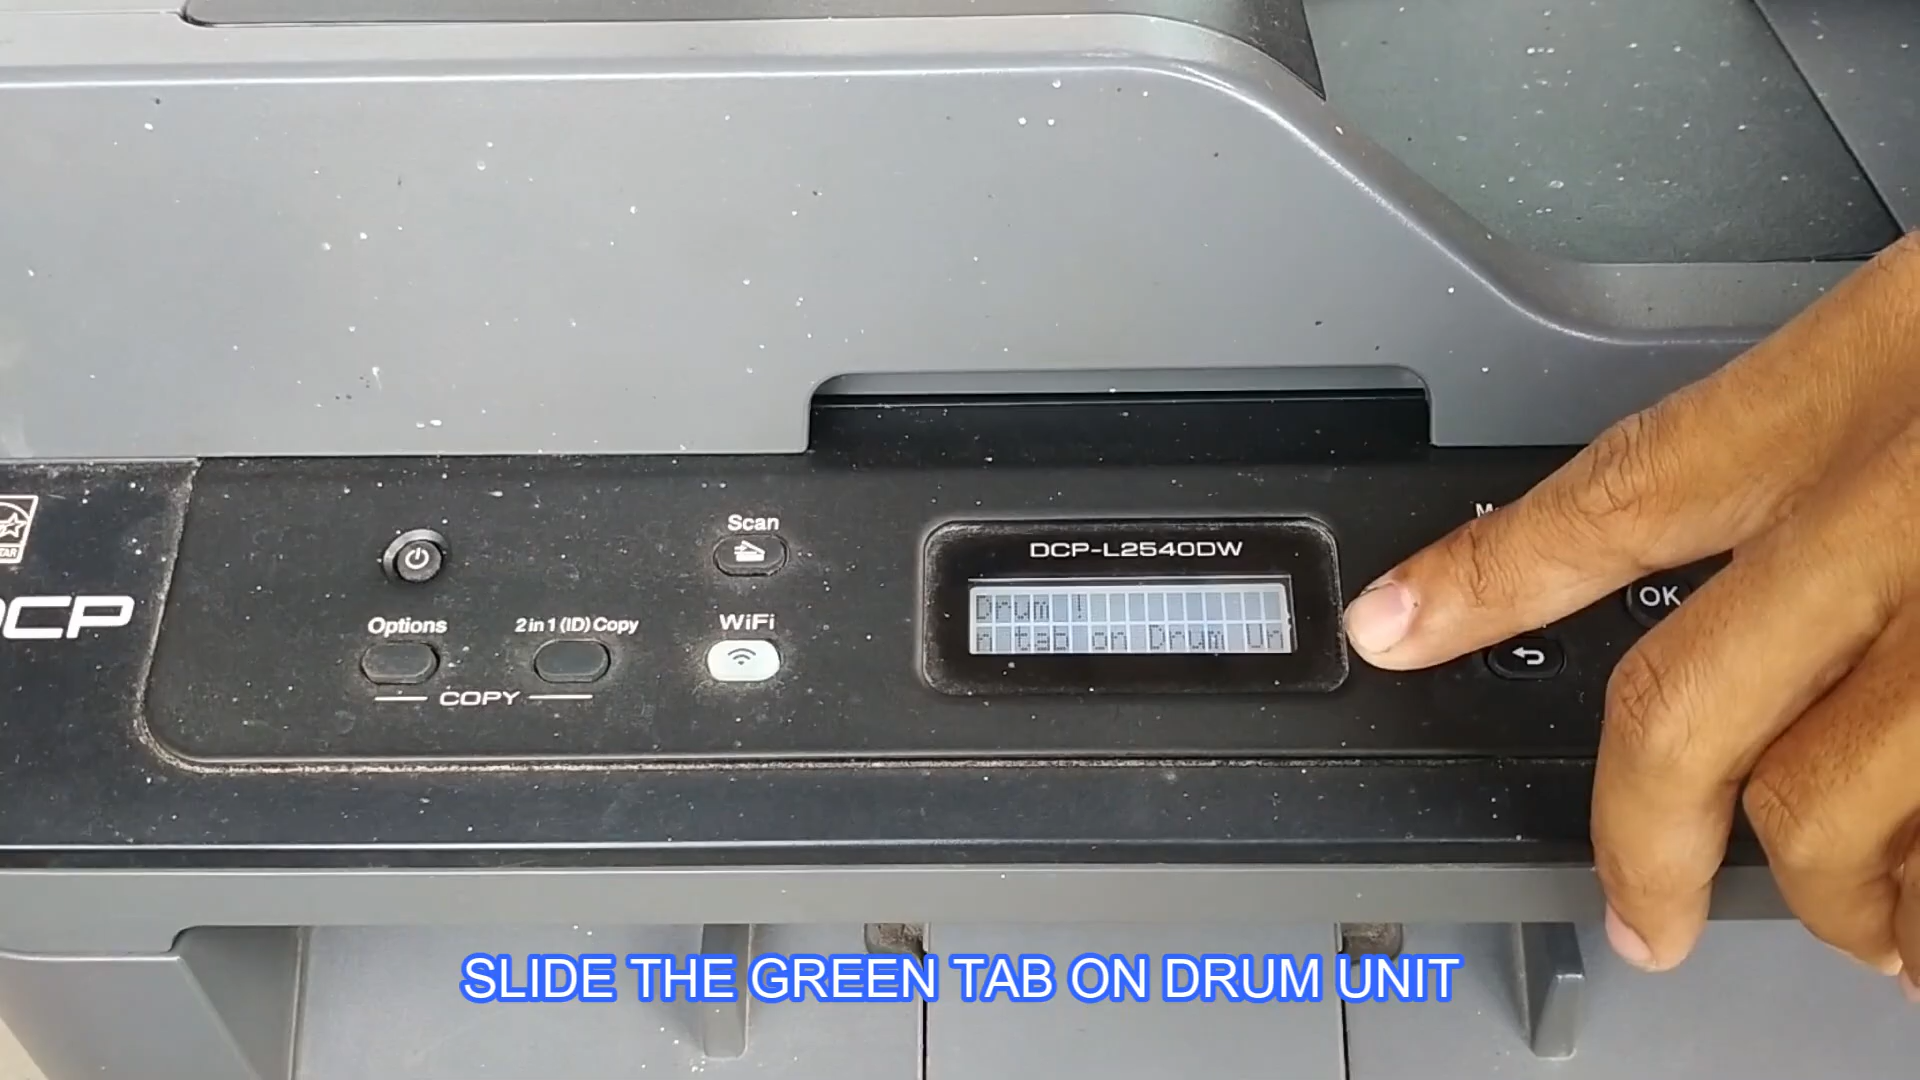 Scan
DCP-L2540DW
DCP
Options
2 in 1 (ID) Copy
WiFi
COPY
Drum !
n tab on Drum Un
OK
SLIDE THE GREEN TAB ON DRUM UNIT